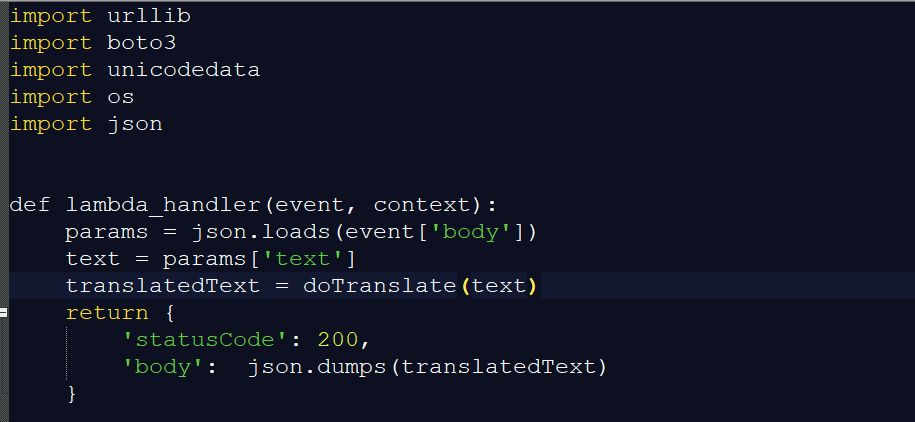 import urllib
import boto3
import unicodedata
import os
import json
def lambda_handler(event, context):
    params = json.loads(event['body'])
    text = params['text']
    translatedText = doTranslate(text)
    return {
        'statusCode': 200,
        'body':  json.dumps(translatedText)
    }